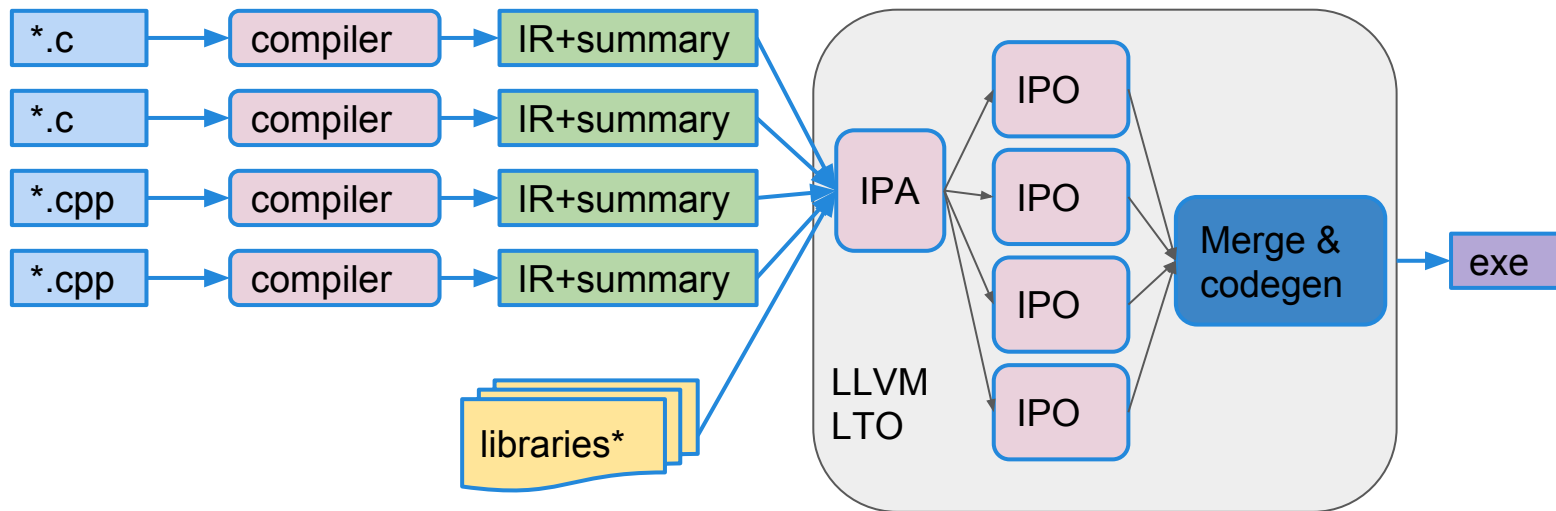 *.c
compiler
IR+summary
*.c
compiler
IR+summary
*.cpp
compiler
IR+summary
*.cpp
compiler
IR+summary
libraries*
IPA
IPO
IPO
IPO
IPO
LLVM
LTO
Merge &
codegen
exe